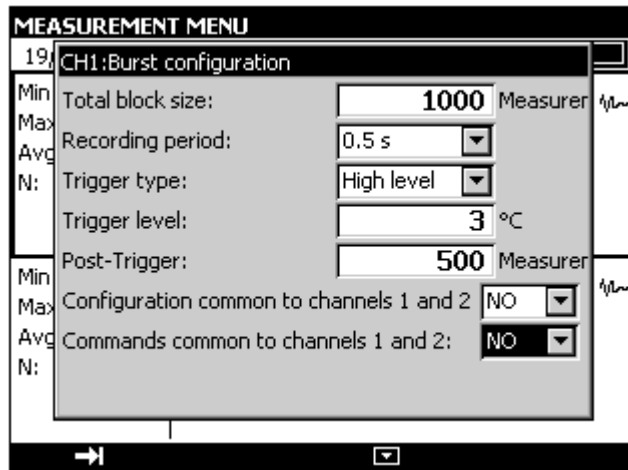 MEASUREMENT MENU
19/
CH1:Burst configuration
Min
Max
Avg
N:
Total block size: 1000 Measurer
Recording period: 0.5 s
Trigger type: High level
Trigger level: 3 °C
Post-Trigger: 500 Measurer
Configuration common to channels 1 and 2 NO
Commands common to channels 1 and 2: NO
Min
Max
Avg
N: